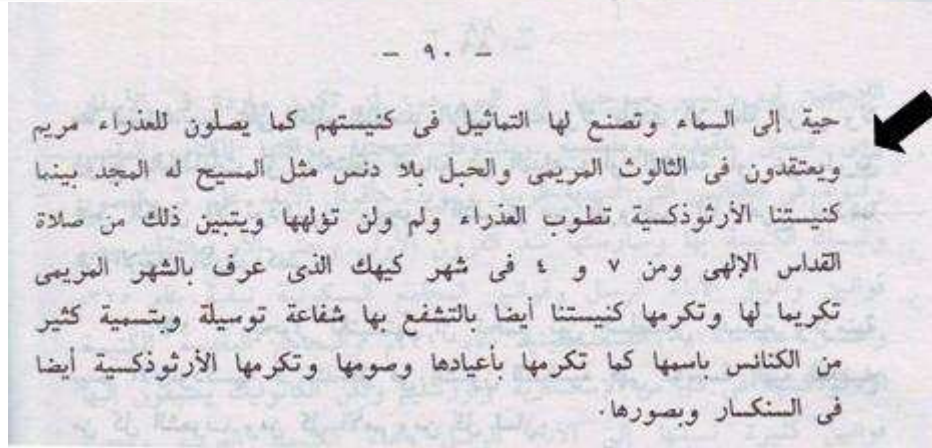 - ٩٠ -
حية إلى السماء وتصنع لها التماثيل فى كنيستهم كما يصلون للعذراء مريم
ويعتقدون فى الثالوث المريمى والحبل بلا دنس مثل المسيح له المجد بينما
كنيستنا الأرثوذكسية تطوب العذراء ولم ولن تؤلهها ويتبين ذلك من صلاة
القداس الإلهى ومن ٧ و ٤ فى شهر كيهك الذى عرف بالشهر المريمى
تكريما لها وتكرمها كنيستنا أيضا بالتشفع بها شفاعة توسيلة وبتسمية كثير
من الكنائس باسمها كما تكرمها بأعيادها وصومها وتكرمها الأرثوذكسية أيضا
فى السنكسار وبصورها.